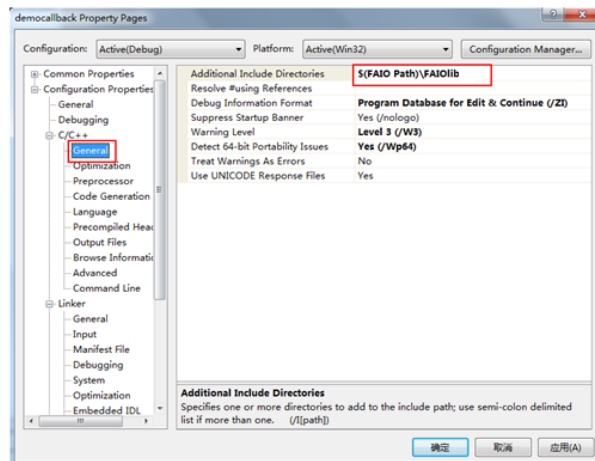 democallback Property Pages
Configuration: Active(Debug) Platform: Active(Win32) Configuration Manager...
Common Properties
Configuration Properties
General
Debugging
C/C++
General
Optimization
Preprocessor
Code Generation
Language
Precompiled Head
Output Files
Browse Informatic
Advanced
Command Line
Linker
General
Input
Manifest File
Debugging
System
Optimization
Embedded IDL
Additional Include Directories $(FAIO Path)\FAIOlib
Resolve #using References
Debug Information Format Program Database for Edit & Continue (/ZI)
Suppress Startup Banner Yes (/nologo)
Warning Level Level 3 (/W3)
Detect 64-bit Portability Issues Yes (/Wp64)
Treat Warnings As Errors No
Use UNICODE Response Files Yes
Additional Include Directories
Specifies one or more directories to add to the include path; use semi-colon delimited
list if more than one. (/I[path])
确定 取消 应用(A)